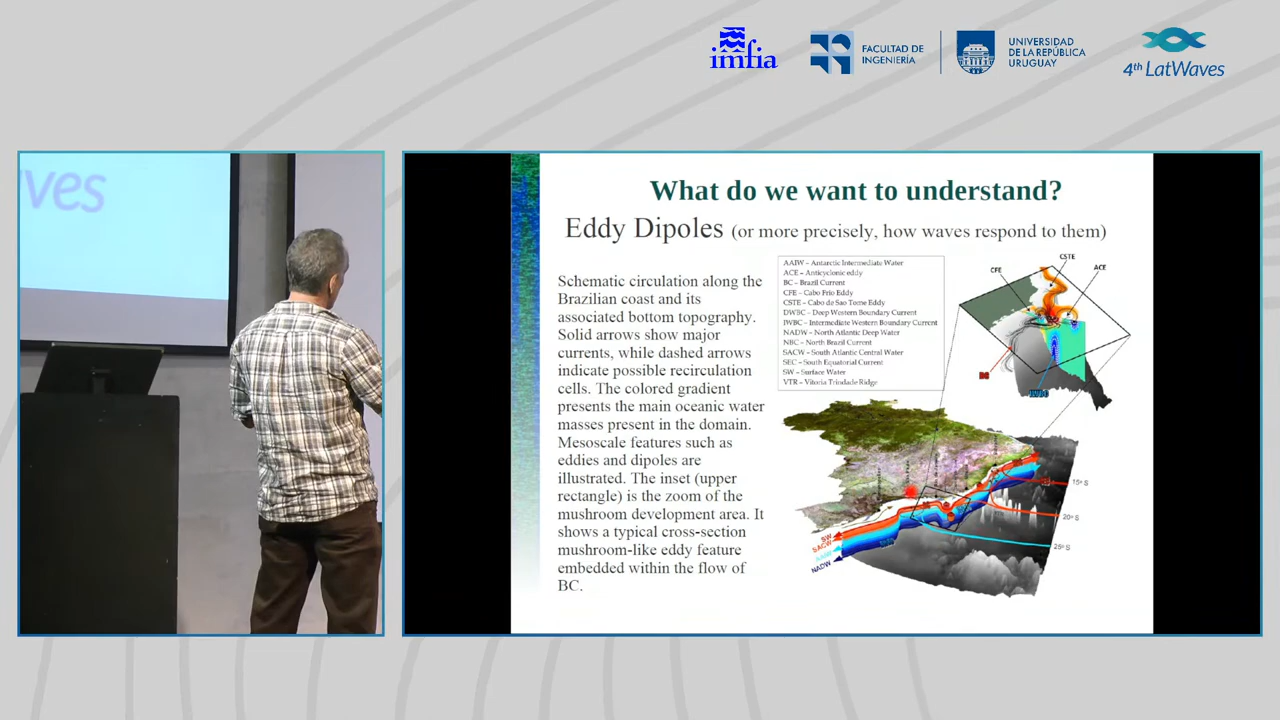 imfia
FACULTAD DE
INGENIERÍA
UNIVERSIDAD
DE LA REPÚBLICA
URUGUAY
4th LatWaves
ves
What do we want to understand?
Eddy Dipoles (or more precisely, how waves respond to them)
Schematic circulation along the
Brazilian coast and its
associated bottom topography.
Solid arrows show major
currents, while dashed arrows
indicate possible recirculation
cells. The colored gradient
presents the main oceanic water
masses present in the domain.
Mesoscale features such as
eddies and dipoles are
illustrated. The inset (upper
rectangle) is the zoom of the
mushroom development area. It
shows a typical cross-section
mushroom-like eddy feature
embedded within the flow of
BC.
AAIW – Antarctic Intermediate Water
ACE – Anticyclonic eddy
BC – Brazil Current
CFE – Cabo Frio Eddy
CSTE – Cabo de Sao Tome Eddy
DWBC – Deep Western Boundary Current
IWBC – Intermediate Western Boundary Current
NADW – North Atlantic Deep Water
NBC – North Brazil Current
SACW – South Atlantic Central Water
SEC – South Equatorial Current
SW – Surface Water
VTR – Vitoria Trindade Ridge
CSTE
CFE
ACE
BC
IWBC
15° S
20° S
25° S
SW
SACW
AAIW
NADW